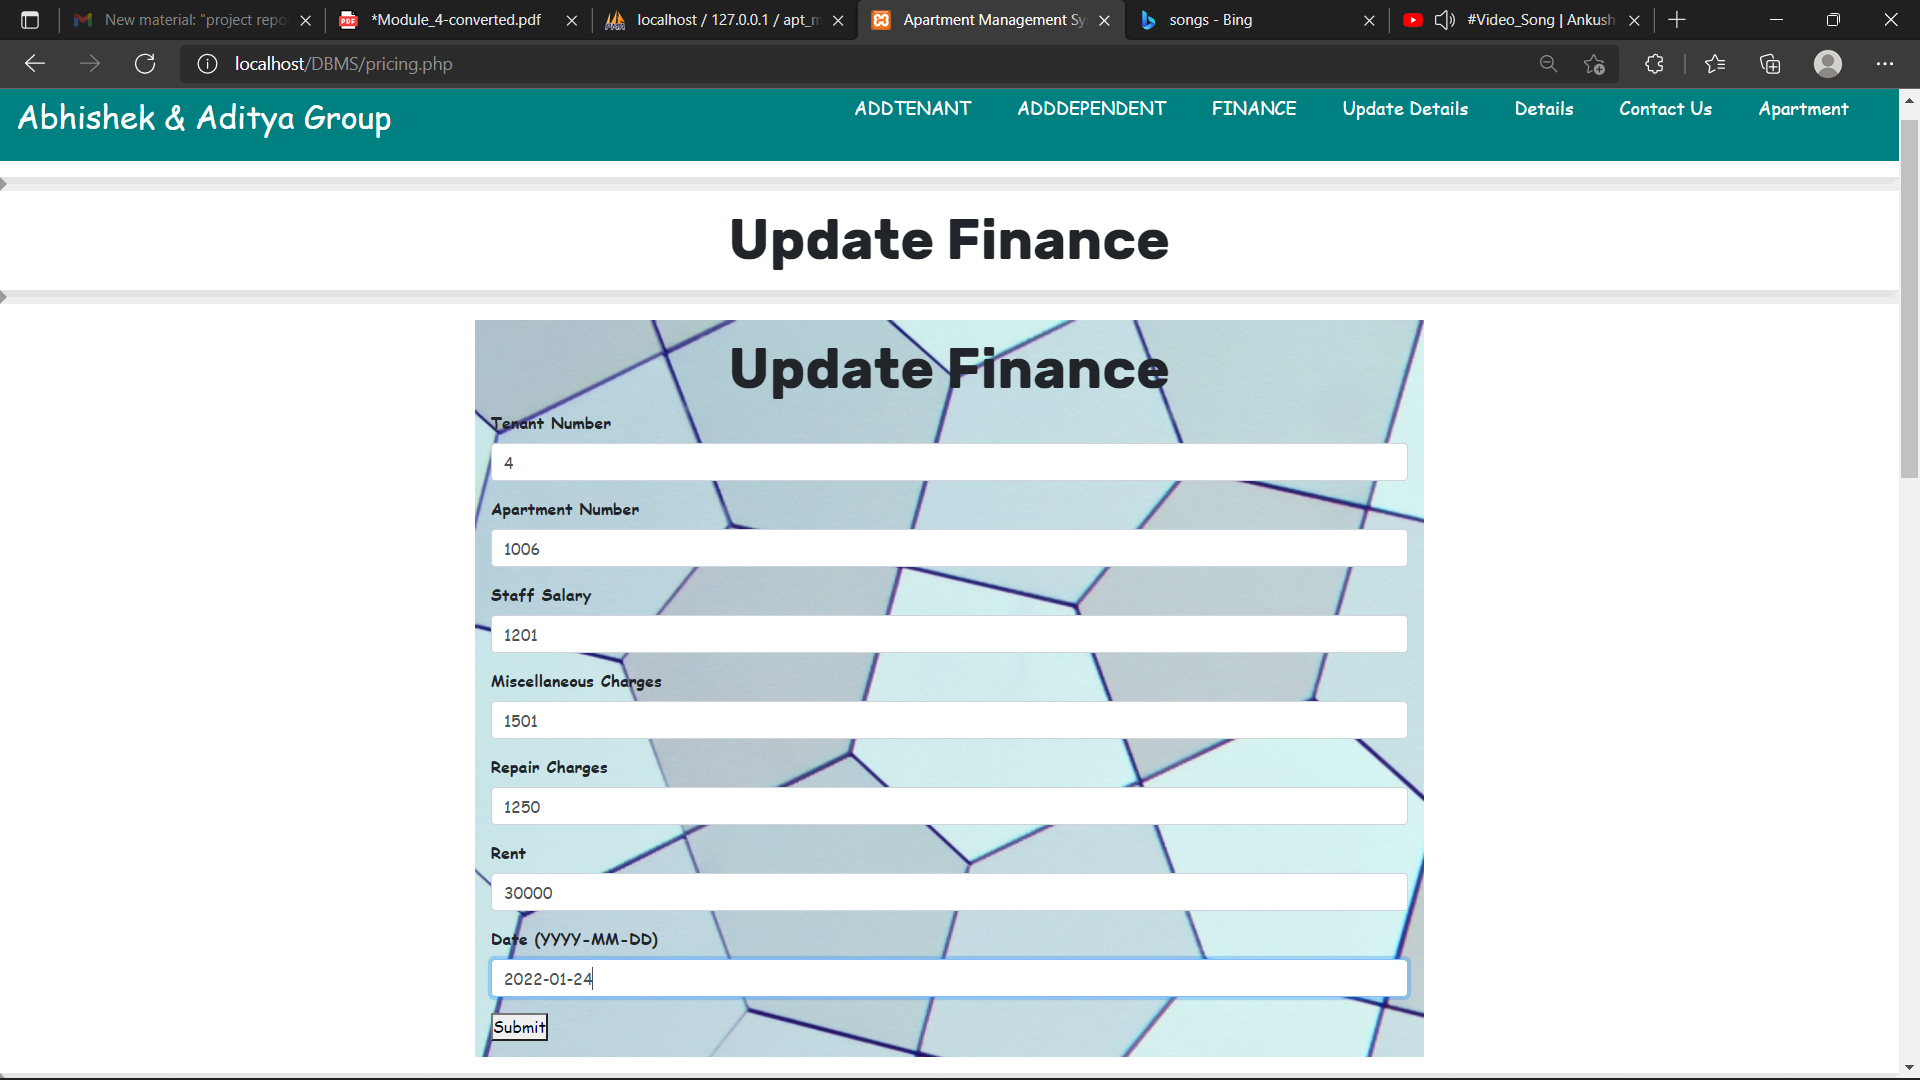 New material: "project repo
PDF
*Module_4-converted.pdf
localhost / 127.0.0.1 / apt_m
Apartment Management Sy
songs - Bing
#Video_Song | Ankush
localhost/DBMS/pricing.php
Abhishek & Aditya Group
ADDTENANT ADDDEPENDENT FINANCE Update Details Details Contact Us Apartment
Update Finance
Update Finance
Tenant Number
4
Apartment Number
1006
Staff Salary
1201
Miscellaneous Charges
1501
Repair Charges
1250
Rent
30000
Date (YYYY-MM-DD)
2022-01-24
Submit